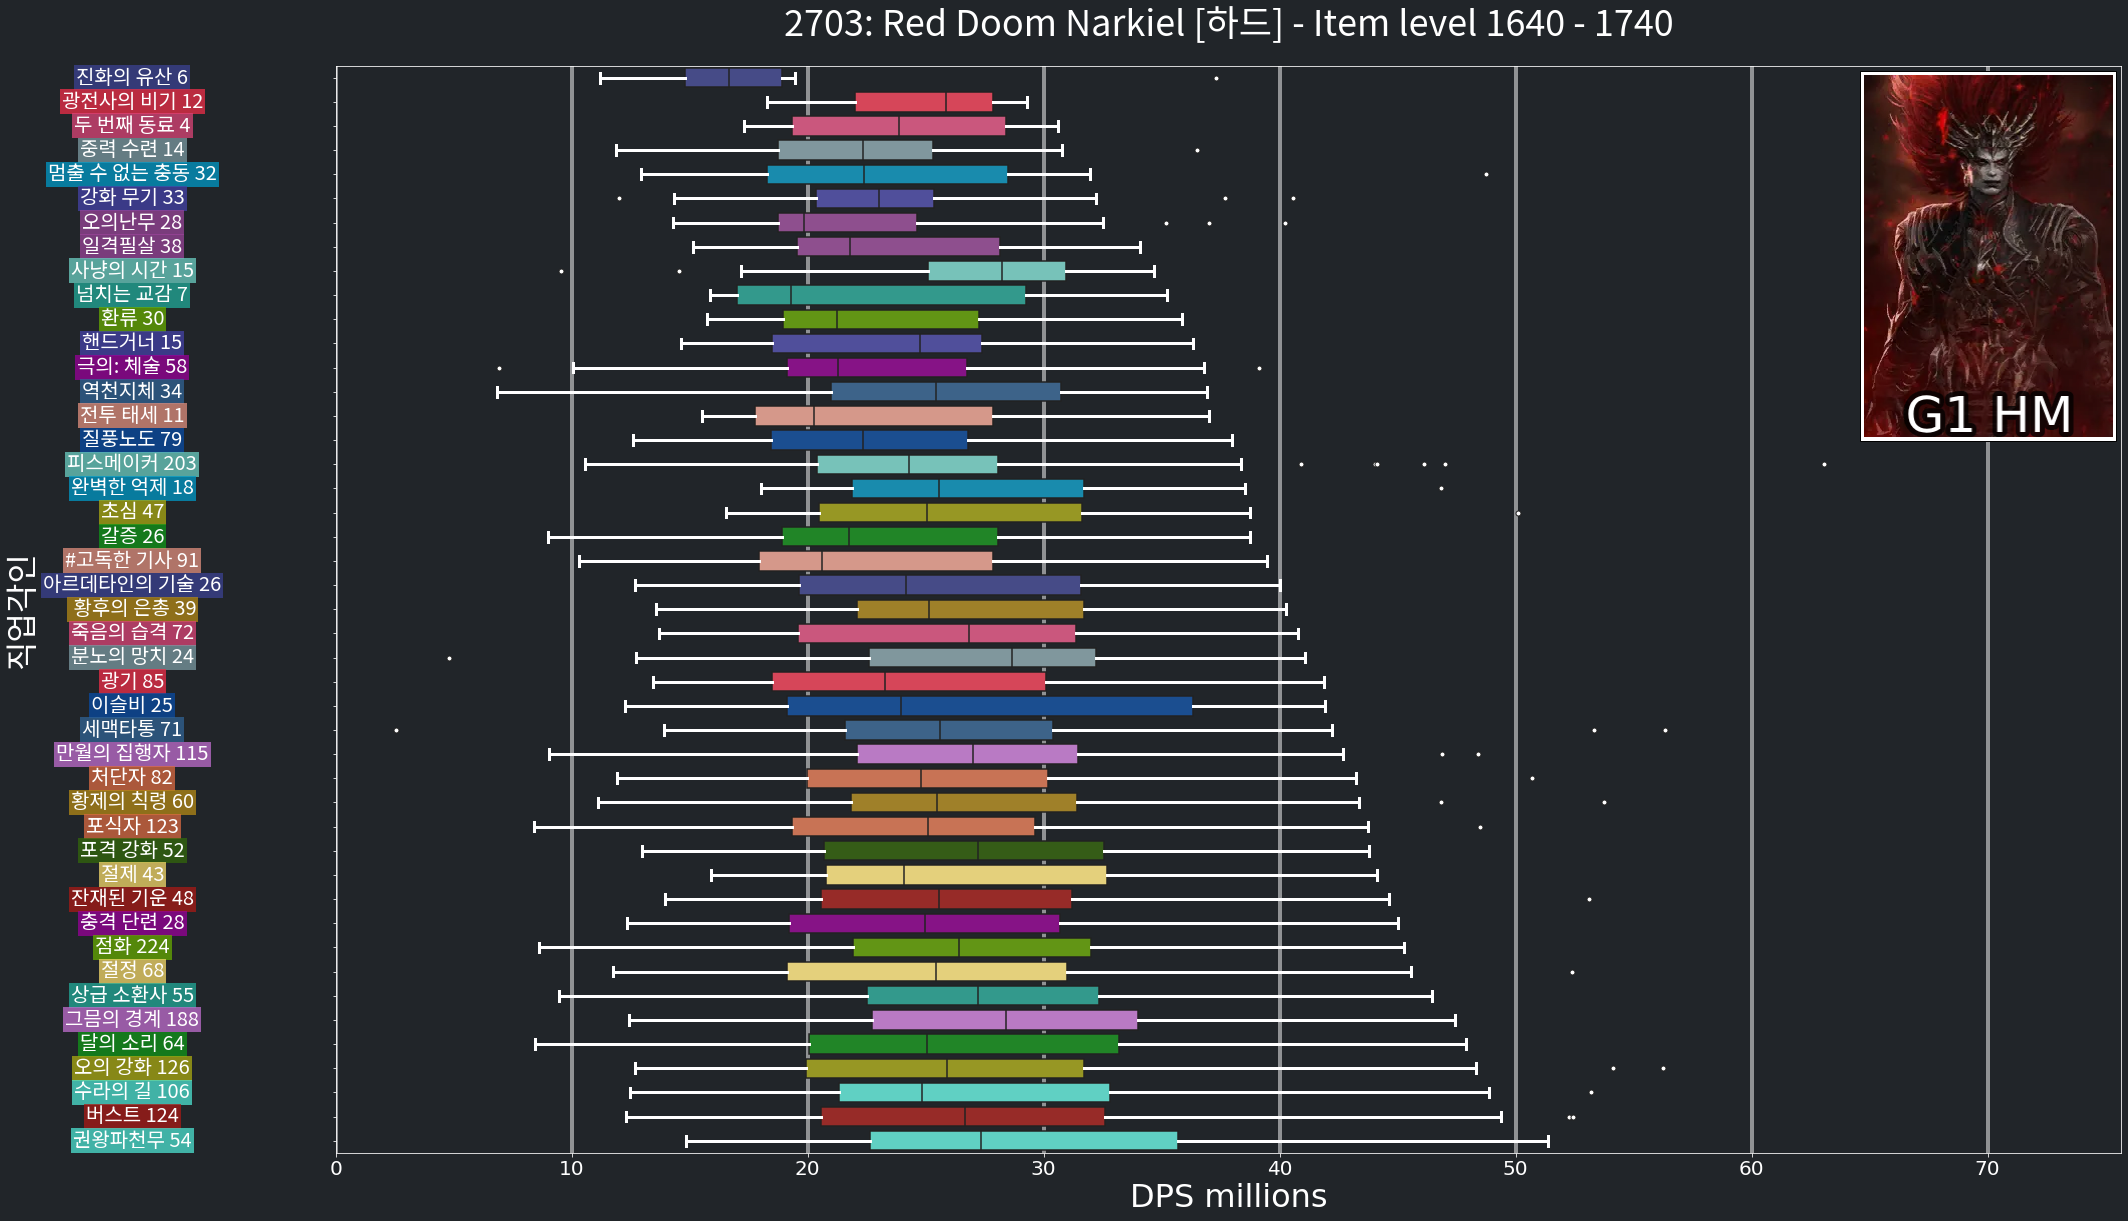 2703: Red Doom Narkiel [하드] - Item level 1640 - 1740
진화의 유산 6
광전사의 비기 12
두 번째 동료 4
중력 수련 14
멈출 수 없는 충동 32
강화 무기 33
오의난무 28
일격필살 38
사냥의 시간 15
넘치는 교감 7
환류 30
핸드거너 15
극의: 체술 58
역천지체 34
전투 태세 11
질풍노도 79
피스메이커 203
완벽한 억제 18
초심 47
갈증 26
#고독한 기사 91
아르데타인의 기술 26
황후의 은총 39
죽음의 습격 72
분노의 망치 24
광기 85
이슬비 25
세맥타통 71
만월의 집행자 115
처단자 82
황제의 칙령 60
포식자 123
포격 강화 52
절제 43
잔재된 기운 48
충격 단련 28
점화 224
절정 68
상급 소환사 55
그믐의 경계 188
달의 소리 64
오의 강화 126
수라의 길 106
버스트 124
권왕파천무 54
직업각인
G1 HM
0 10 20 30 40 50 60 70
DPS millions